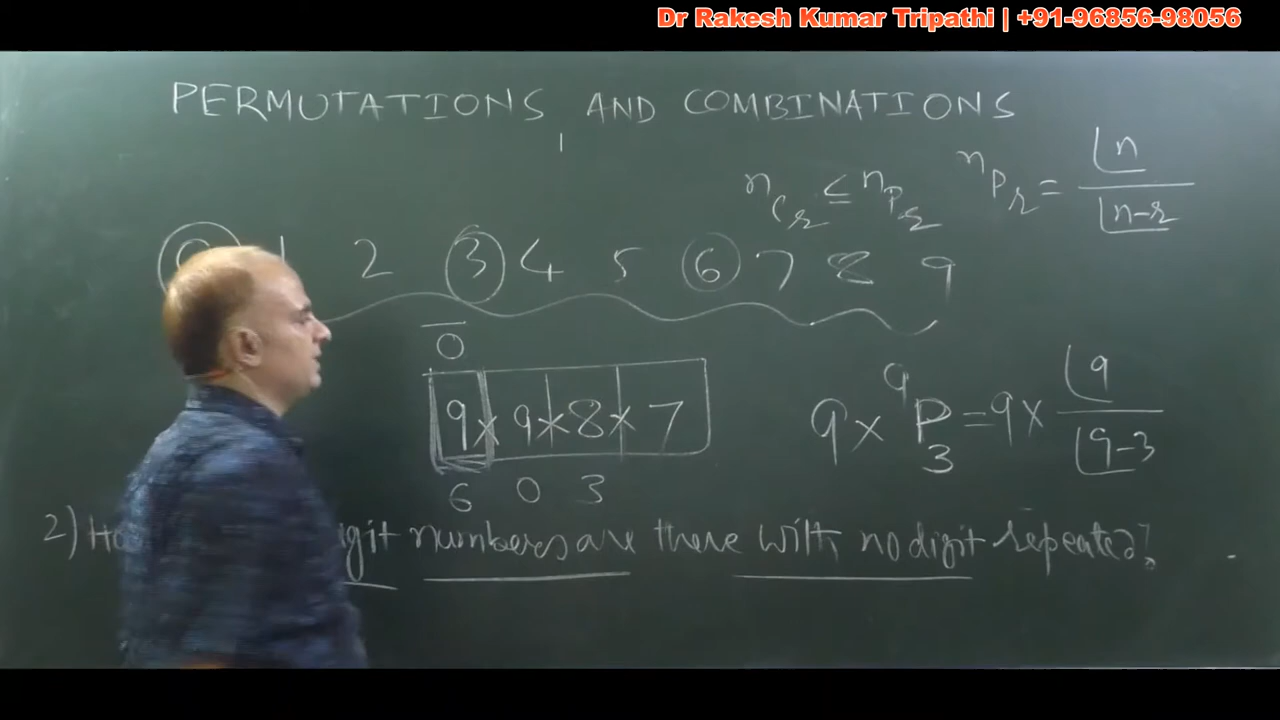 Dr Rakesh Kumar Tripathi | +91-96856-98056
PERMUTATIONS AND COMBINATIONS
nCr ≤ nPr nPr = ⌊n / ⌊n-r
1 2 3 4 5 6 7 8 9
0
9 × 9 × 8 × 7 9 × 9P3 = 9 × ⌊9 / ⌊9-3
6 0 3
2) numbers are there with no digit repeated?